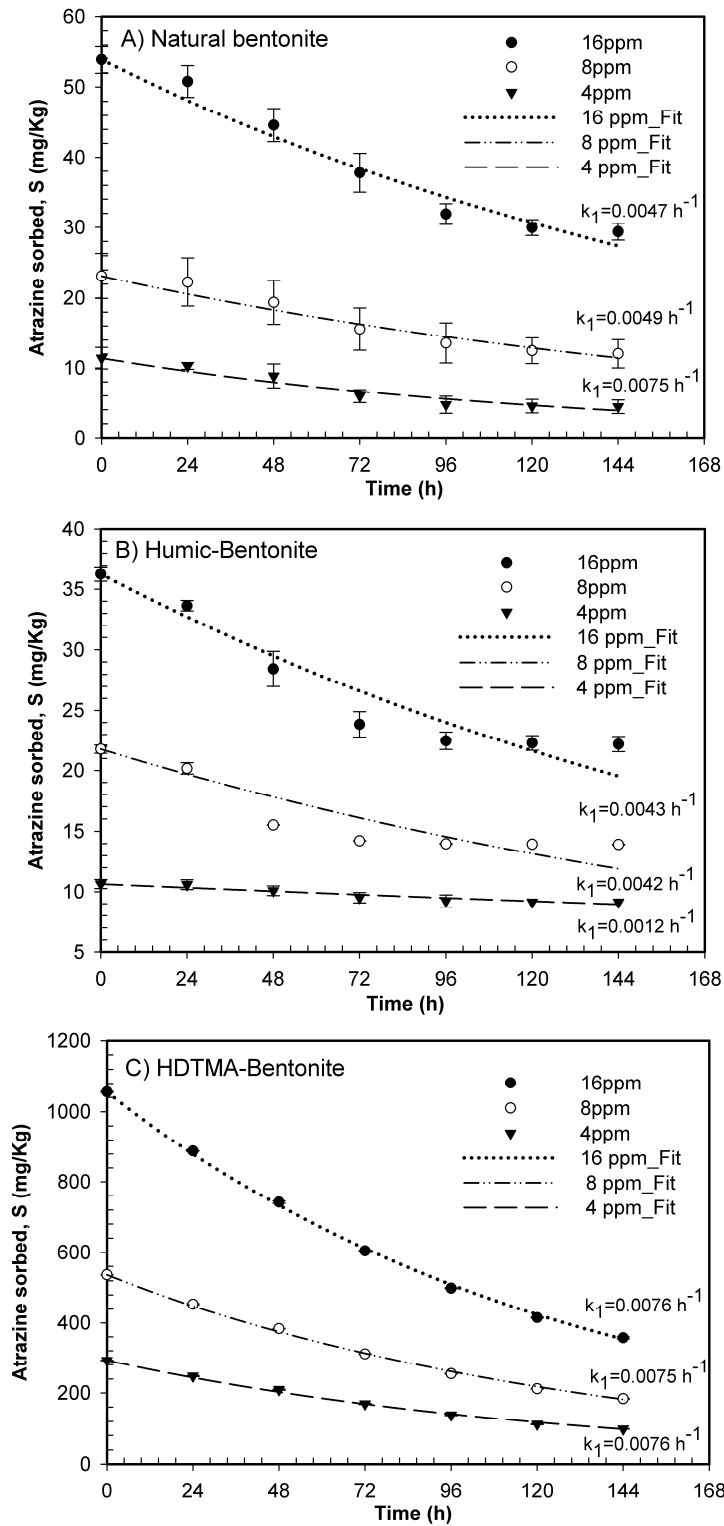 A) Natural bentonite
16ppm
8ppm
4ppm
16 ppm_Fit
8 ppm_Fit
4 ppm_Fit
k1=0.0047 h-1
k1=0.0049 h-1
k1=0.0075 h-1
Atrazine sorbed, S (mg/Kg)
60
50
40
30
20
10
0
0 24 48 72 96 120 144 168
Time (h)
B) Humic-Bentonite
16ppm
8ppm
4ppm
16 ppm_Fit
8 ppm_Fit
4 ppm_Fit
k1=0.0043 h-1
k1=0.0042 h-1
k1=0.0012 h-1
Atrazine sorbed, S (mg/Kg)
40
35
30
25
20
15
10
5
0 24 48 72 96 120 144 168
Time (h)
C) HDTMA-Bentonite
16ppm
8ppm
4ppm
16 ppm_Fit
8 ppm_Fit
4 ppm_Fit
k1=0.0076 h-1
k1=0.0075 h-1
k1=0.0076 h-1
Atrazine sorbed, S (mg/Kg)
1200
1000
800
600
400
200
0
0 24 48 72 96 120 144 168
Time (h)